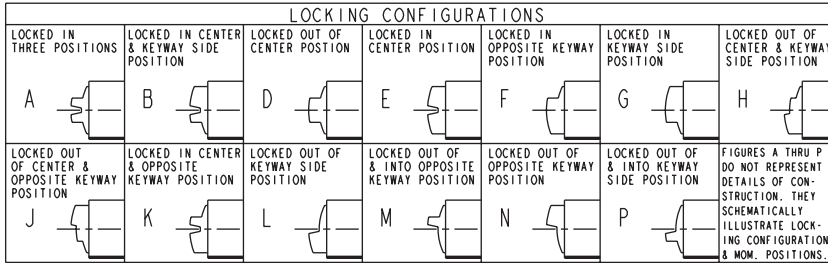 LOCKING CONFIGURATIONS
LOCKED IN
THREE POSITIONS
A
LOCKED IN CENTER
& KEYWAY SIDE
POSITION
B
LOCKED OUT OF
CENTER POSTION
D
LOCKED IN
CENTER POSITION
E
LOCKED IN
OPPOSITE KEYWAY
POSITION
F
LOCKED IN
KEYWAY SIDE
POSITION
G
LOCKED OUT OF
CENTER & KEYWAY
SIDE POSITION
H
LOCKED OUT
OF CENTER &
OPPOSITE KEYWAY
POSITION
J
LOCKED IN CENTER
& OPPOSITE
KEYWAY POSITION
K
LOCKED OUT OF
KEYWAY SIDE
POSITION
L
LOCKED OUT OF
& INTO OPPOSITE
KEYWAY POSITION
M
LOCKED OUT OF
OPPOSITE KEYWAY
POSITION
N
LOCKED OUT OF
& INTO KEYWAY
SIDE POSITION
P
FIGURES A THRU P
DO NOT REPRESENT
DETAILS OF CON-
STRUCTION. THEY
SCHEMATICALLY
ILLUSTRATE LOCK-
ING CONFIGURATION
& MOM. POSITIONS.